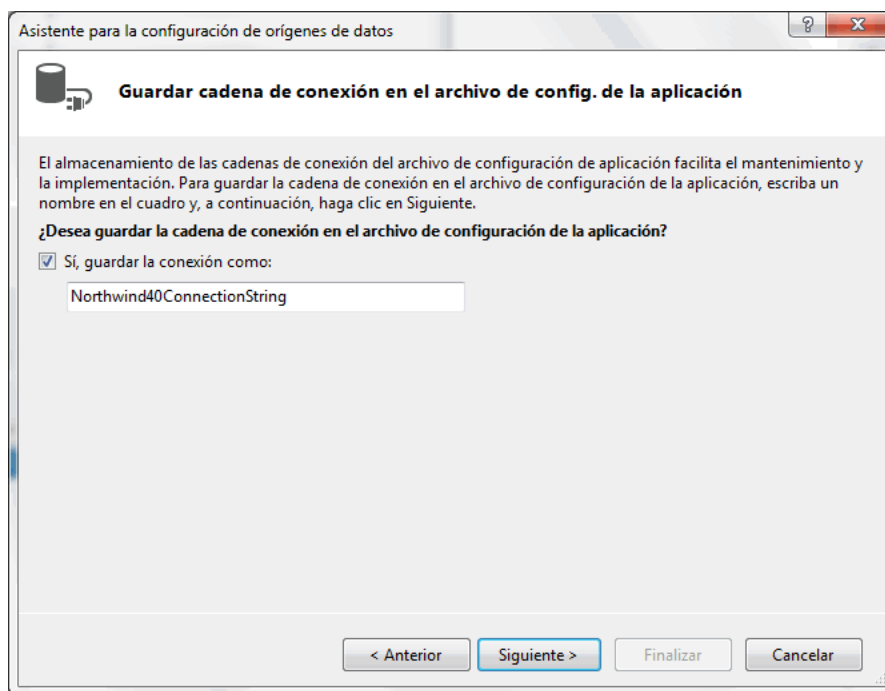 Asistente para la configuración de orígenes de datos
Guardar cadena de conexión en el archivo de config. de la aplicación
El almacenamiento de las cadenas de conexión del archivo de configuración de aplicación facilita el mantenimiento y
la implementación. Para guardar la cadena de conexión en el archivo de configuración de la aplicación, escriba un
nombre en el cuadro y, a continuación, haga clic en Siguiente.
¿Desea guardar la cadena de conexión en el archivo de configuración de la aplicación?
Sí, guardar la conexión como:
Northwind40ConnectionString
< Anterior
Siguiente >
Finalizar
Cancelar